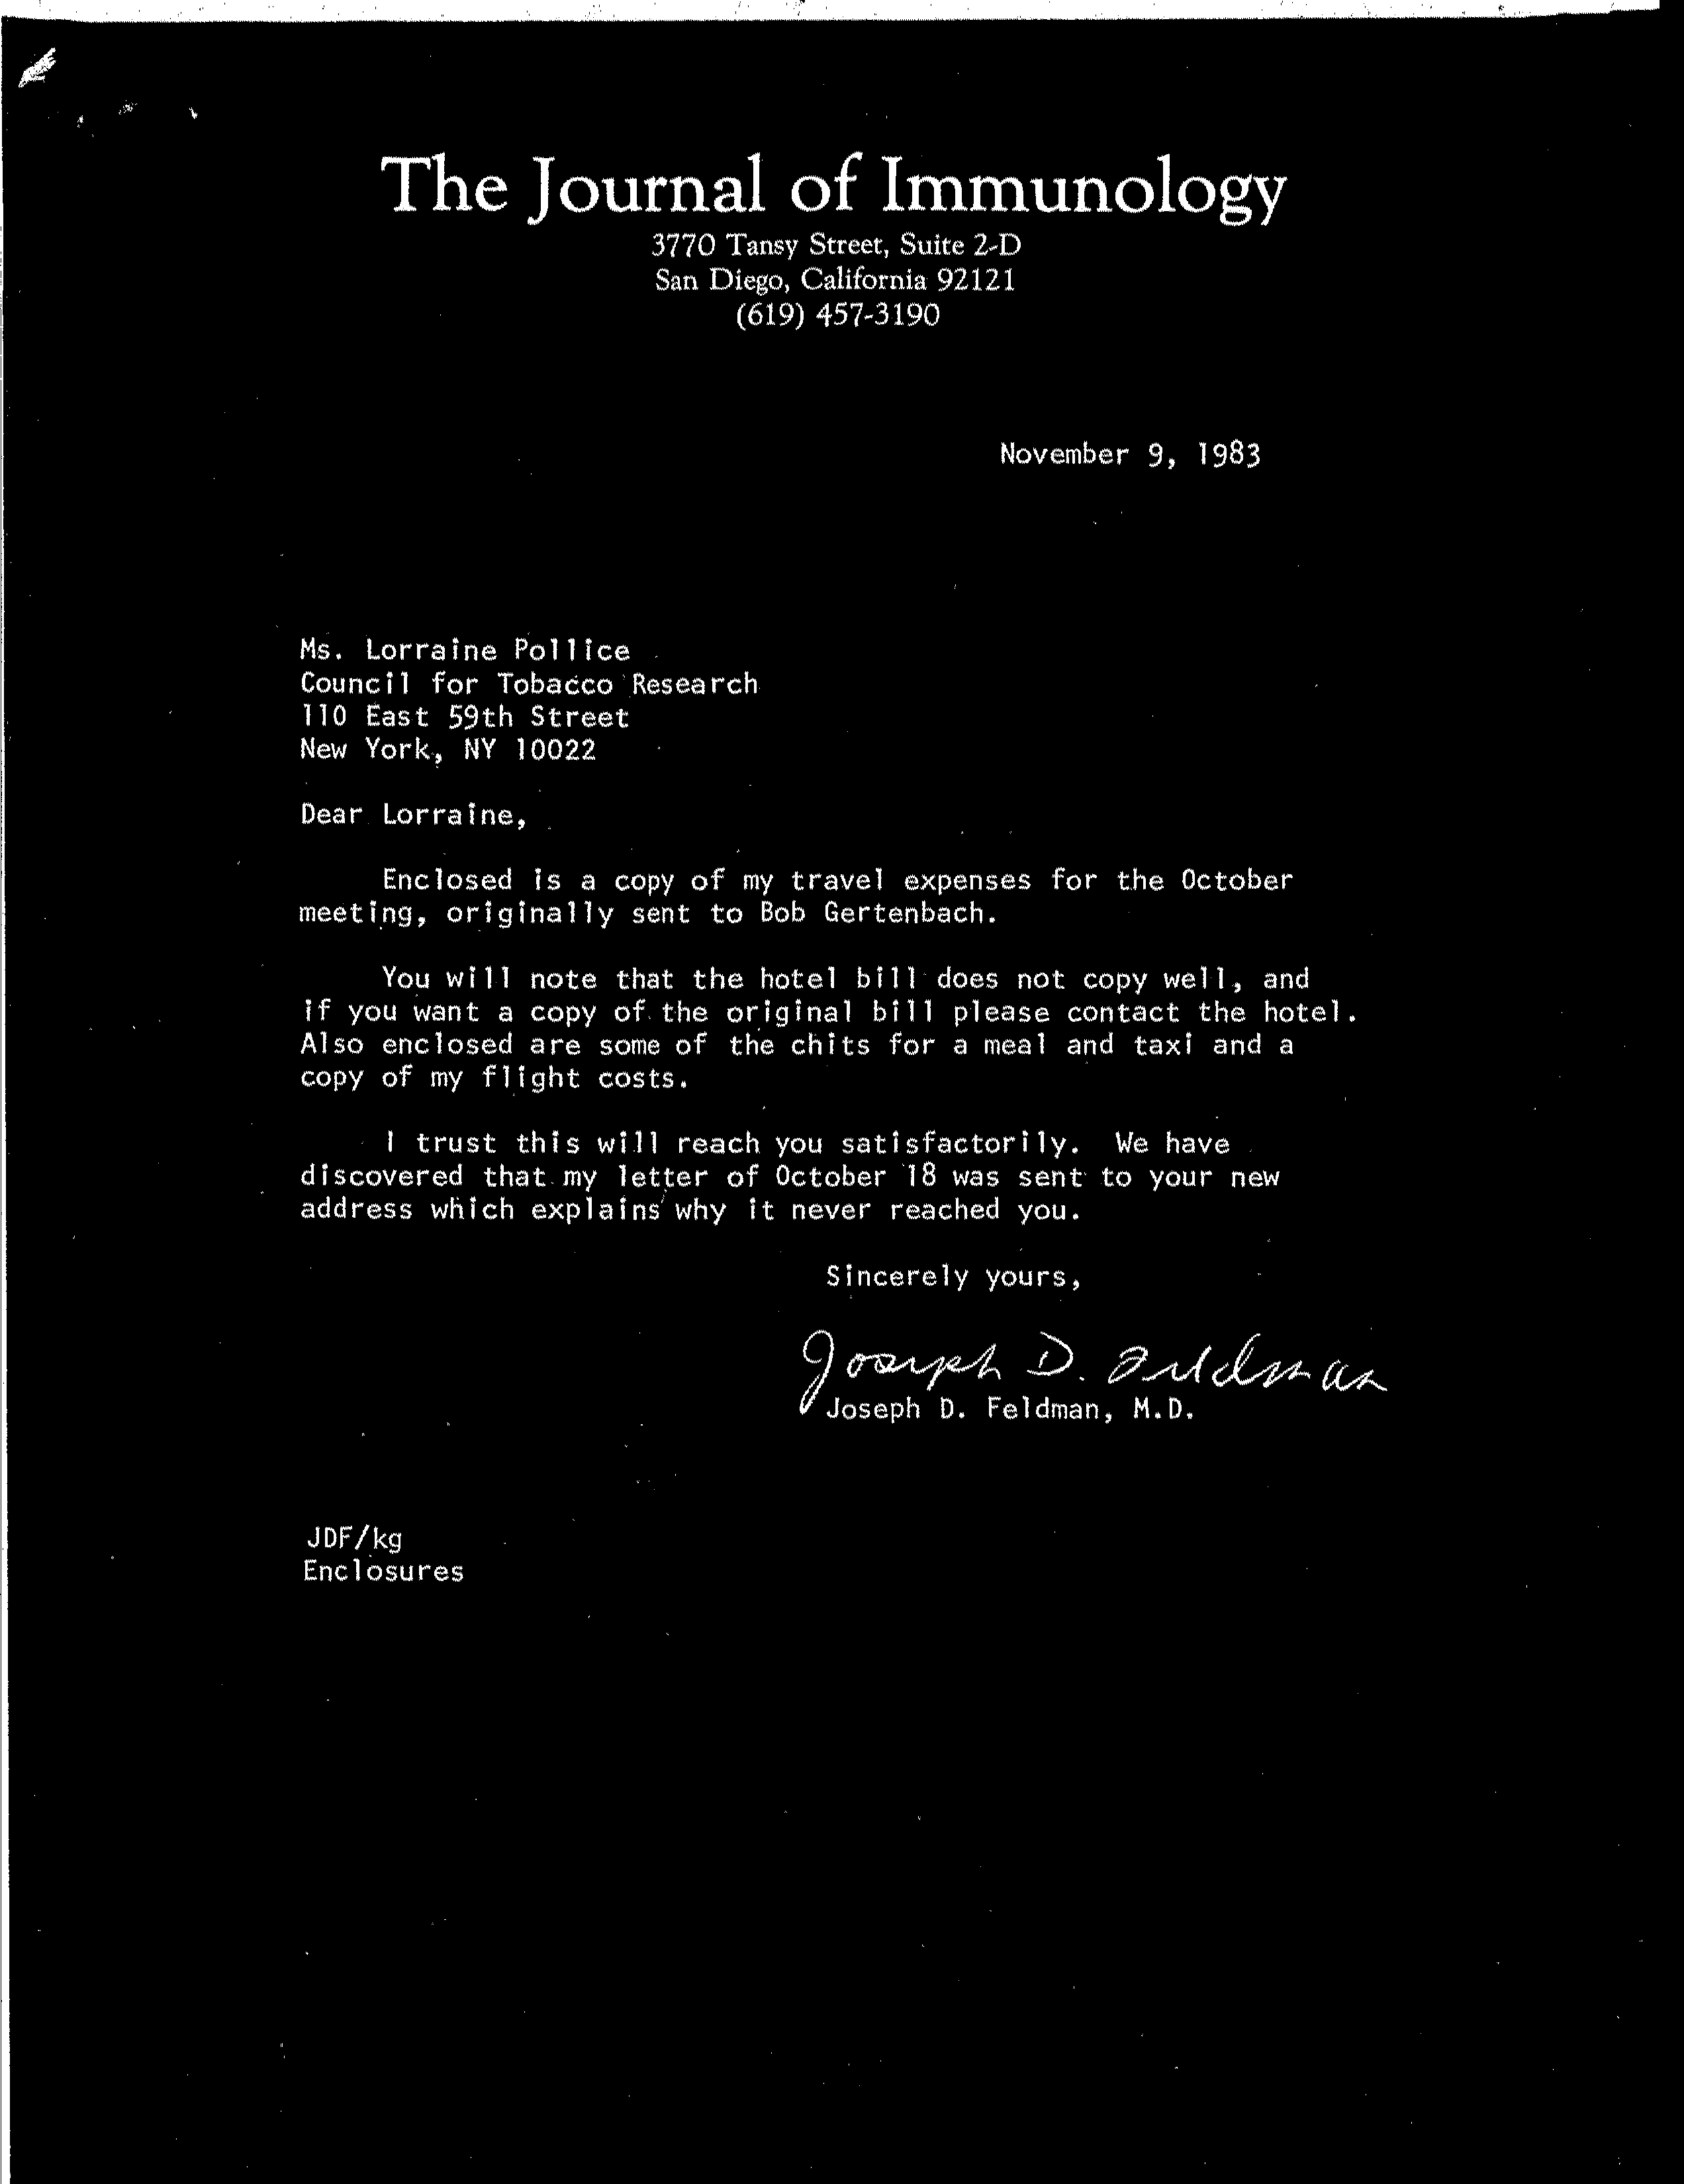 The Journal of Immunology
3770 Tansy Street, Suite 2-D
San Diego, California 92121
(619) 457-3190
November 9, 1983
Ms. Lorraine Pollice
Council for Tobacco Research
110 East 59th Street
New York, NY 10022
Dear Lorraine,
Enclosed is a copy of my travel expenses for the October
meeting, originally sent to Bob Gertenbach.
You will note that the hotel bill does not copy well, and
if you want a copy of the original bill please contact the hotel.
Also enclosed are some of the chits for a meal and taxi and a
copy of my flight costs.
I trust this will reach you satisfactorily. We have
discovered that my letter of October 18 was sent to your new
address which explains why it never reached you.
Sincerely yours,
Joseph D. Feldman
Joseph D. Feldman, M.D.
JDF/kg
Enclosures